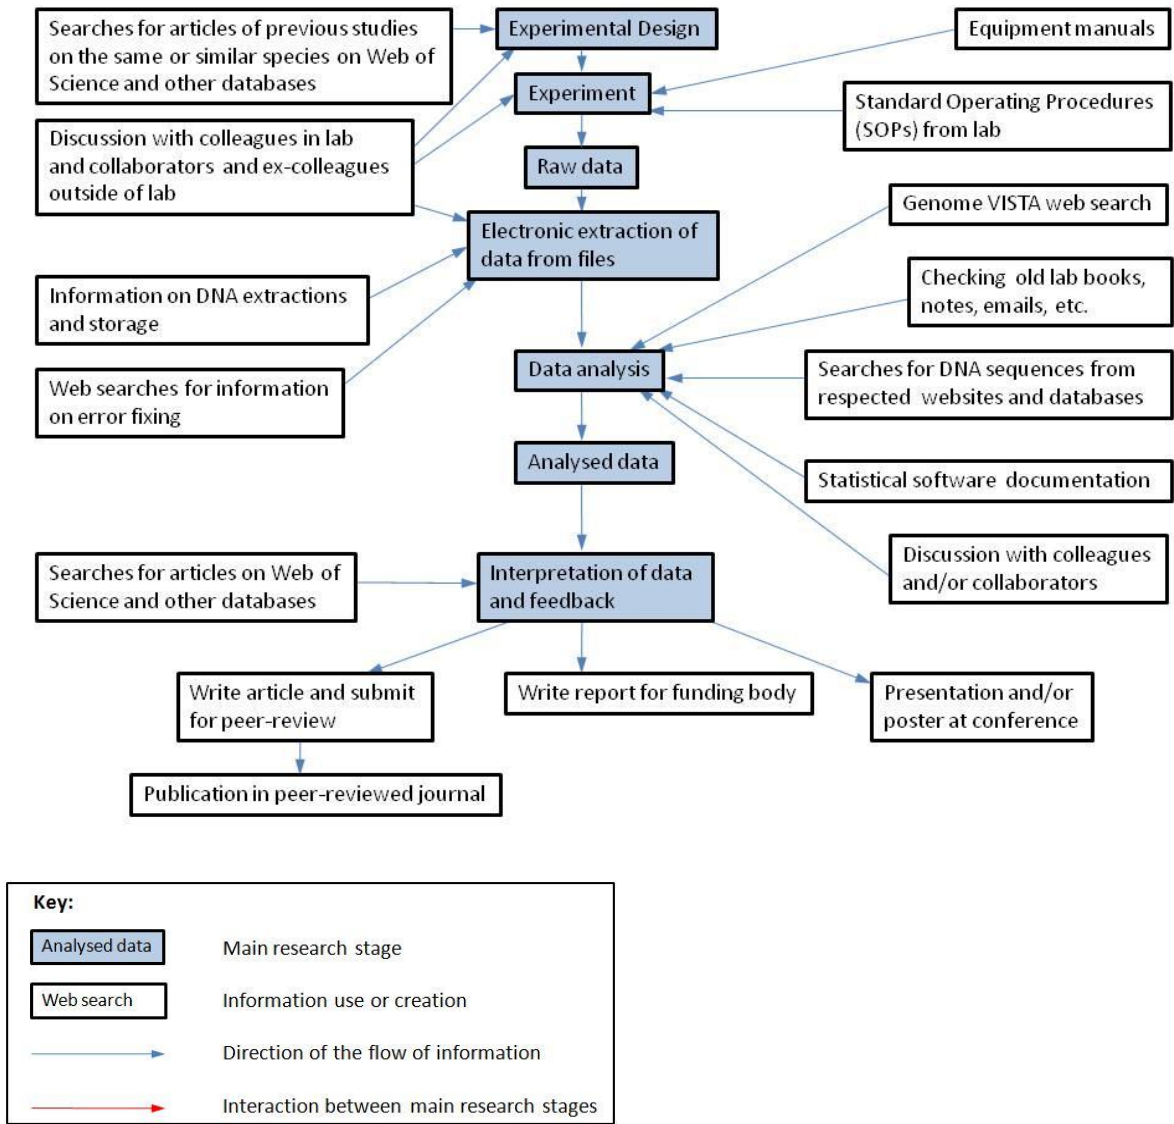 Searches for articles of previous studies
on the same or similar species on Web of
Science and other databases
Experimental Design
Equipment manuals
Experiment
Standard Operating Procedures
(SOPs) from lab
Discussion with colleagues in lab
and collaborators and ex-colleagues
outside of lab
Raw data
Genome VISTA web search
Electronic extraction of
data from files
Checking old lab books,
notes, emails, etc.
Information on DNA extractions
and storage
Data analysis
Searches for DNA sequences from
respected websites and databases
Web searches for information
on error fixing
Analysed data
Statistical software documentation
Discussion with colleagues
and/or collaborators
Searches for articles on Web of
Science and other databases
Interpretation of data
and feedback
Write article and submit
for peer-review
Write report for funding body
Presentation and/or
poster at conference
Publication in peer-reviewed journal
Key:
Analysed data
Main research stage
Web search
Information use or creation
Direction of the flow of information
Interaction between main research stages